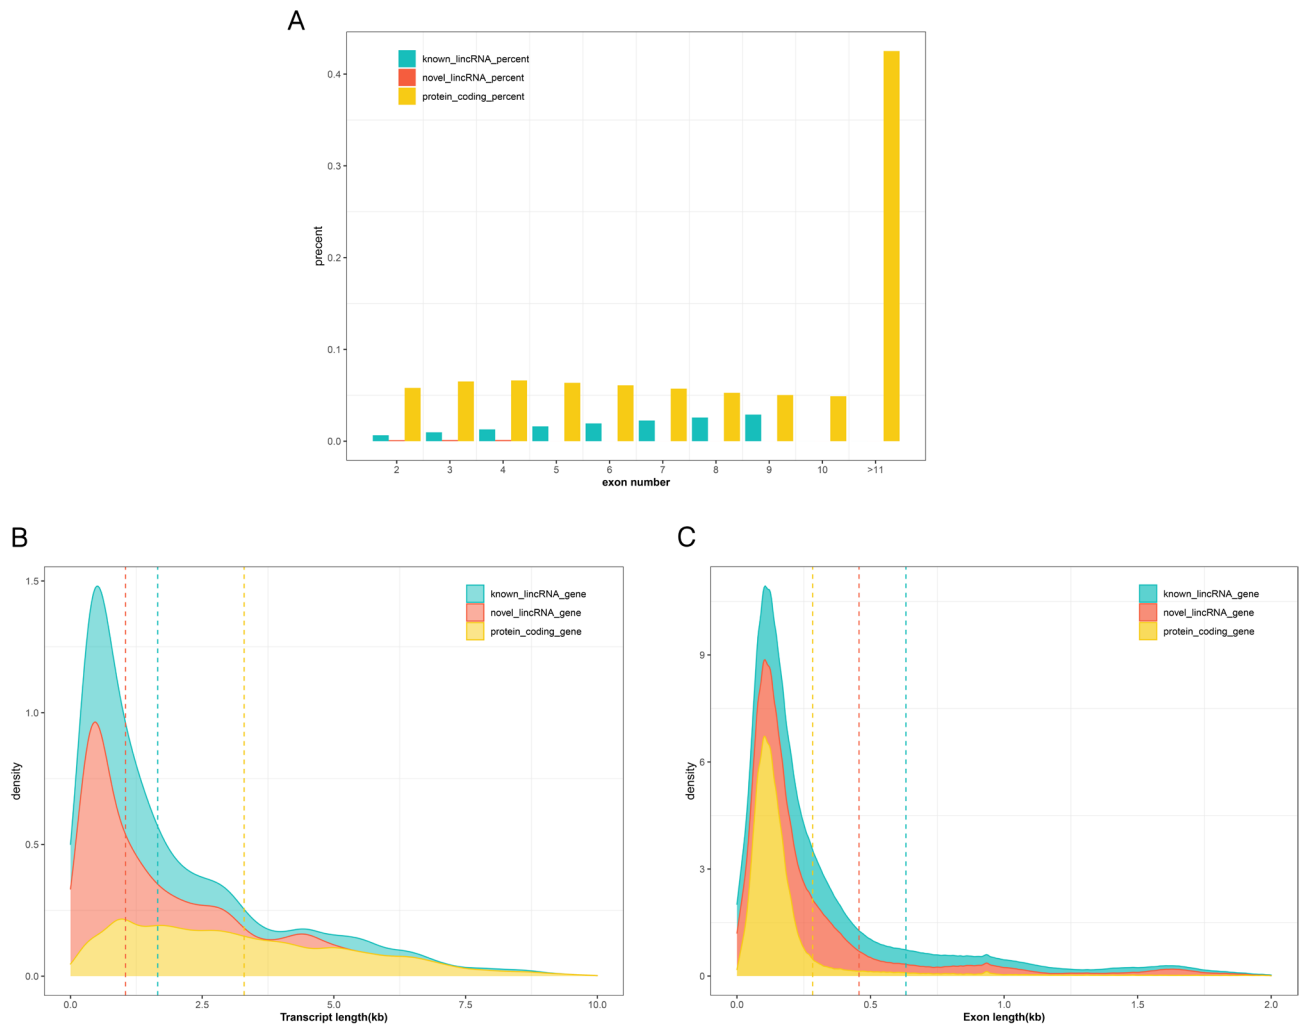 A
known_lincRNA_percent
novel_lincRNA_percent
protein_coding_percent
0.4
0.3
0.2
0.1
0.0
precent
2 3 4 5 6 7 8 9 10 >11
exon number
B
known_lincRNA_gene
novel_lincRNA_gene
protein_coding_gene
1.5
1.0
0.5
0.0
density
0.0 2.5 5.0 7.5 10.0
Transcript length(kb)
C
known_lincRNA_gene
novel_lincRNA_gene
protein_coding_gene
9
6
3
0
density
0.0 0.5 1.0 1.5 2.0
Exon length(kb)